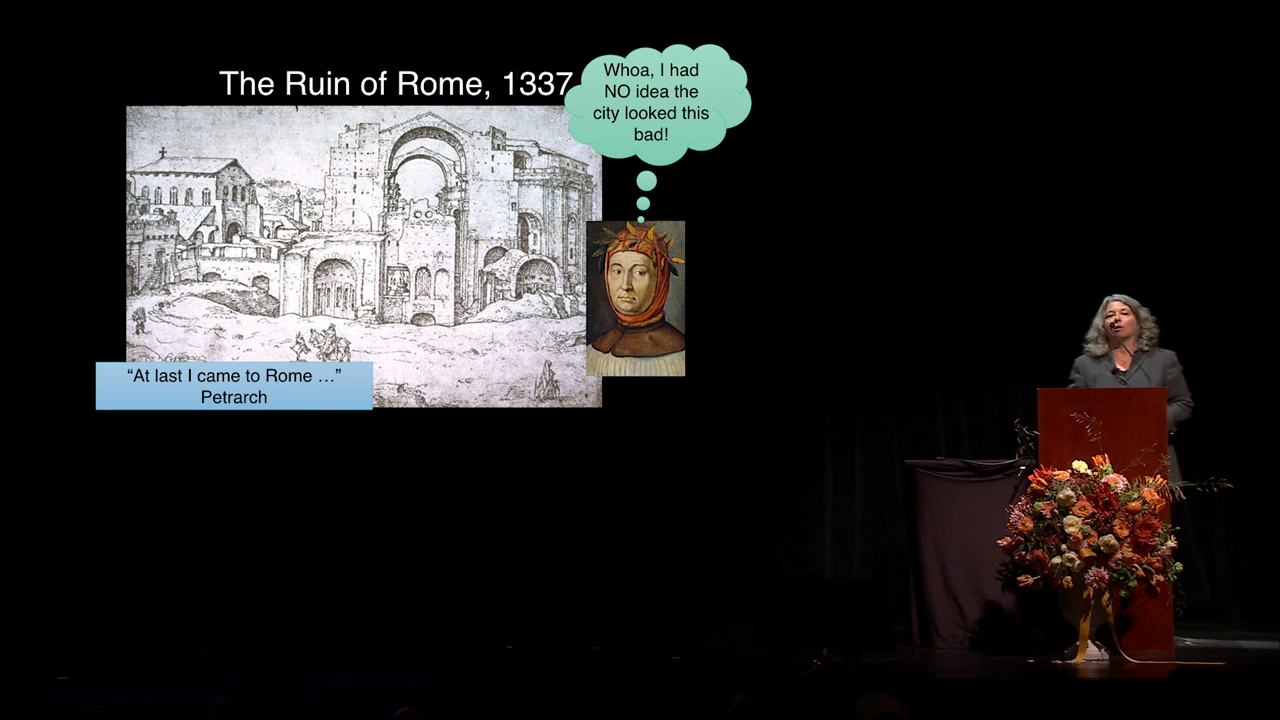 The Ruin of Rome, 1337
Whoa, I had
NO idea the
city looked this
bad!
“At last I came to Rome …”
Petrarch